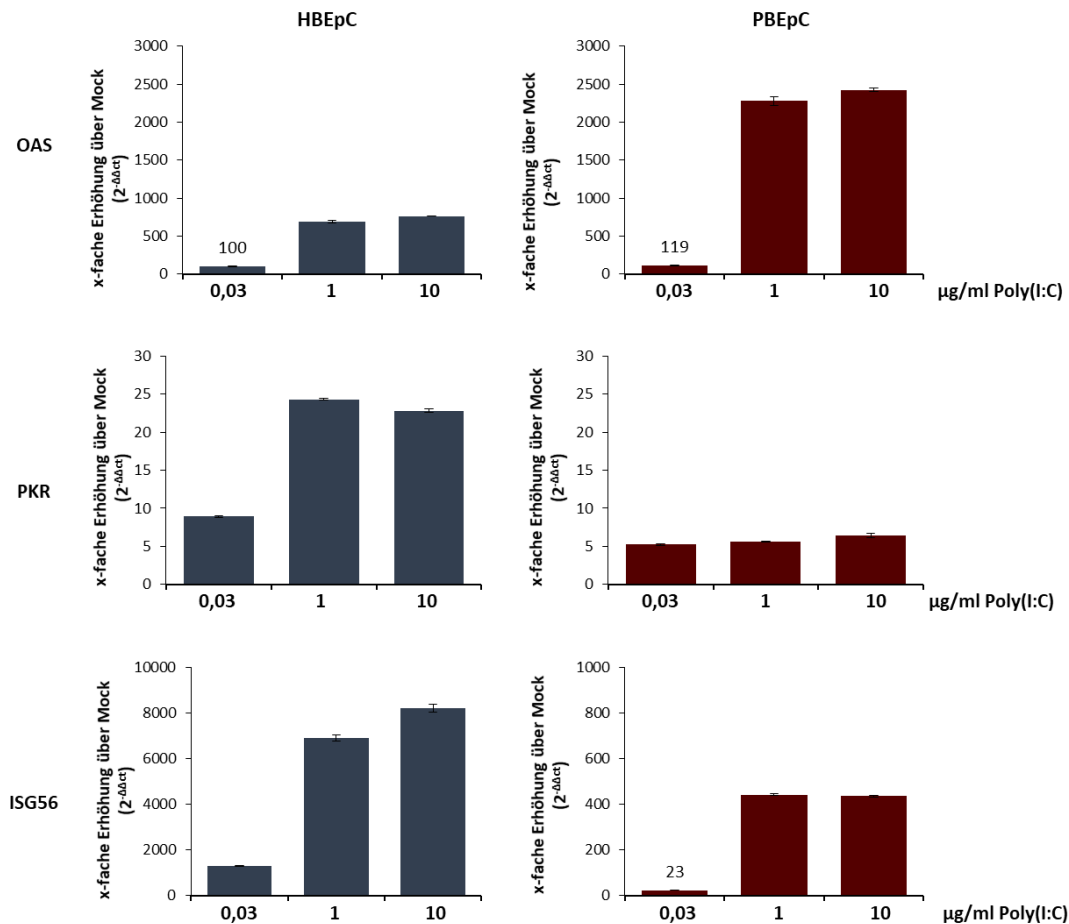 HBEpC
PBEpC
OAS
x-fache Erhöhung über Mock
(2^-ΔΔct)
3000
2500
2000
1500
1000
500
0
100
0,03 1 10
x-fache Erhöhung über Mock
(2^-ΔΔct)
3000
2500
2000
1500
1000
500
0
119
0,03 1 10 µg/ml Poly(I:C)
PKR
x-fache Erhöhung über Mock
(2^-ΔΔct)
30
25
20
15
10
5
0
0,03 1 10
x-fache Erhöhung über Mock
(2^-ΔΔct)
30
25
20
15
10
5
0
0,03 1 10 µg/ml Poly(I:C)
ISG56
x-fache Erhöhung über Mock
(2^-ΔΔct)
10000
8000
6000
4000
2000
0
0,03 1 10
x-fache Erhöhung über Mock
(2^-ΔΔct)
1000
800
600
400
200
0
23
0,03 1 10 µg/ml Poly(I:C)